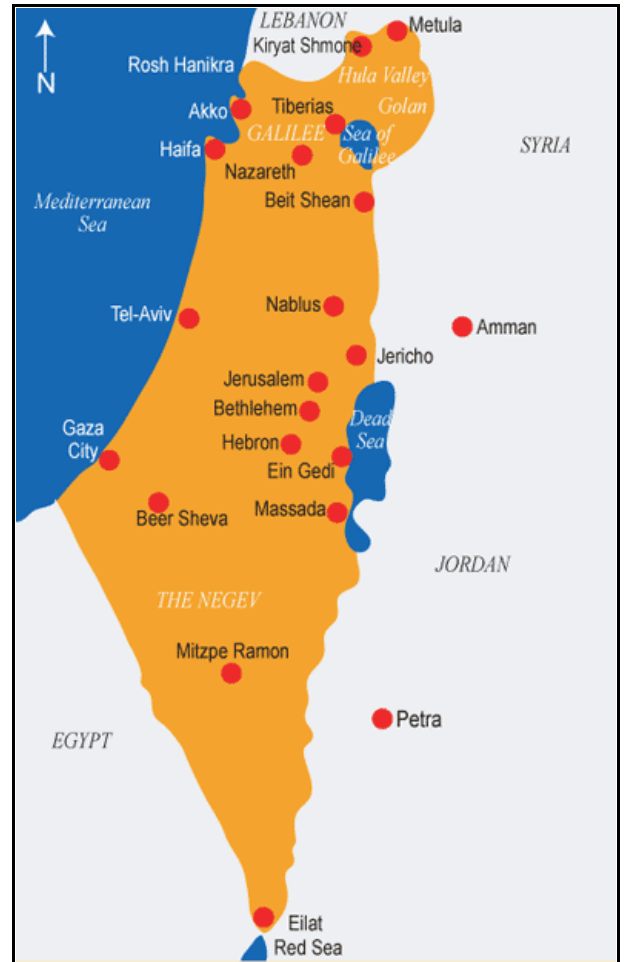 LEBANON
Metula
Kiryat Shmone
Rosh Hanikra
N
Hula Valley
Golan
Akko
Tiberias
GALILEE
Sea of
Galilee
SYRIA
Haifa
Nazareth
Mediterranean
Sea
Beit Shean
Nablus
Tel-Aviv
Amman
Jericho
Jerusalem
Bethlehem
Dead
Sea
Gaza
City
Hebron
Ein Gedi
Massada
Beer Sheva
JORDAN
THE NEGEV
Mitzpe Ramon
Petra
EGYPT
Eilat
Red Sea